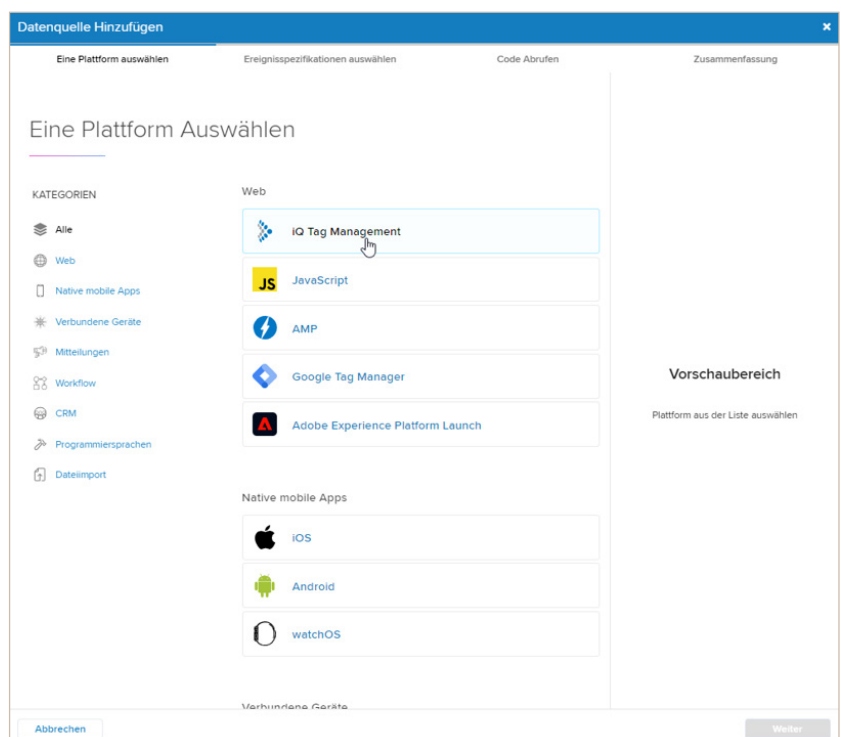 Datenquelle Hinzufügen
Eine Plattform auswählen
Ereignisspezifikationen auswählen
Code Abrufen
Zusammenfassung
Eine Plattform Auswählen
KATEGORIEN
Alle
Web
Native mobile Apps
Verbundene Geräte
Mitteilungen
Workflow
CRM
Programmiersprachen
Dateiimport
Web
iQ Tag Management
JS
JavaScript
AMP
Google Tag Manager
Adobe Experience Platform Launch
Native mobile Apps
iOS
Android
watchOS
Verbundene Geräte
Vorschaubereich
Plattform aus der Liste auswählen
Abbrechen
Weiter